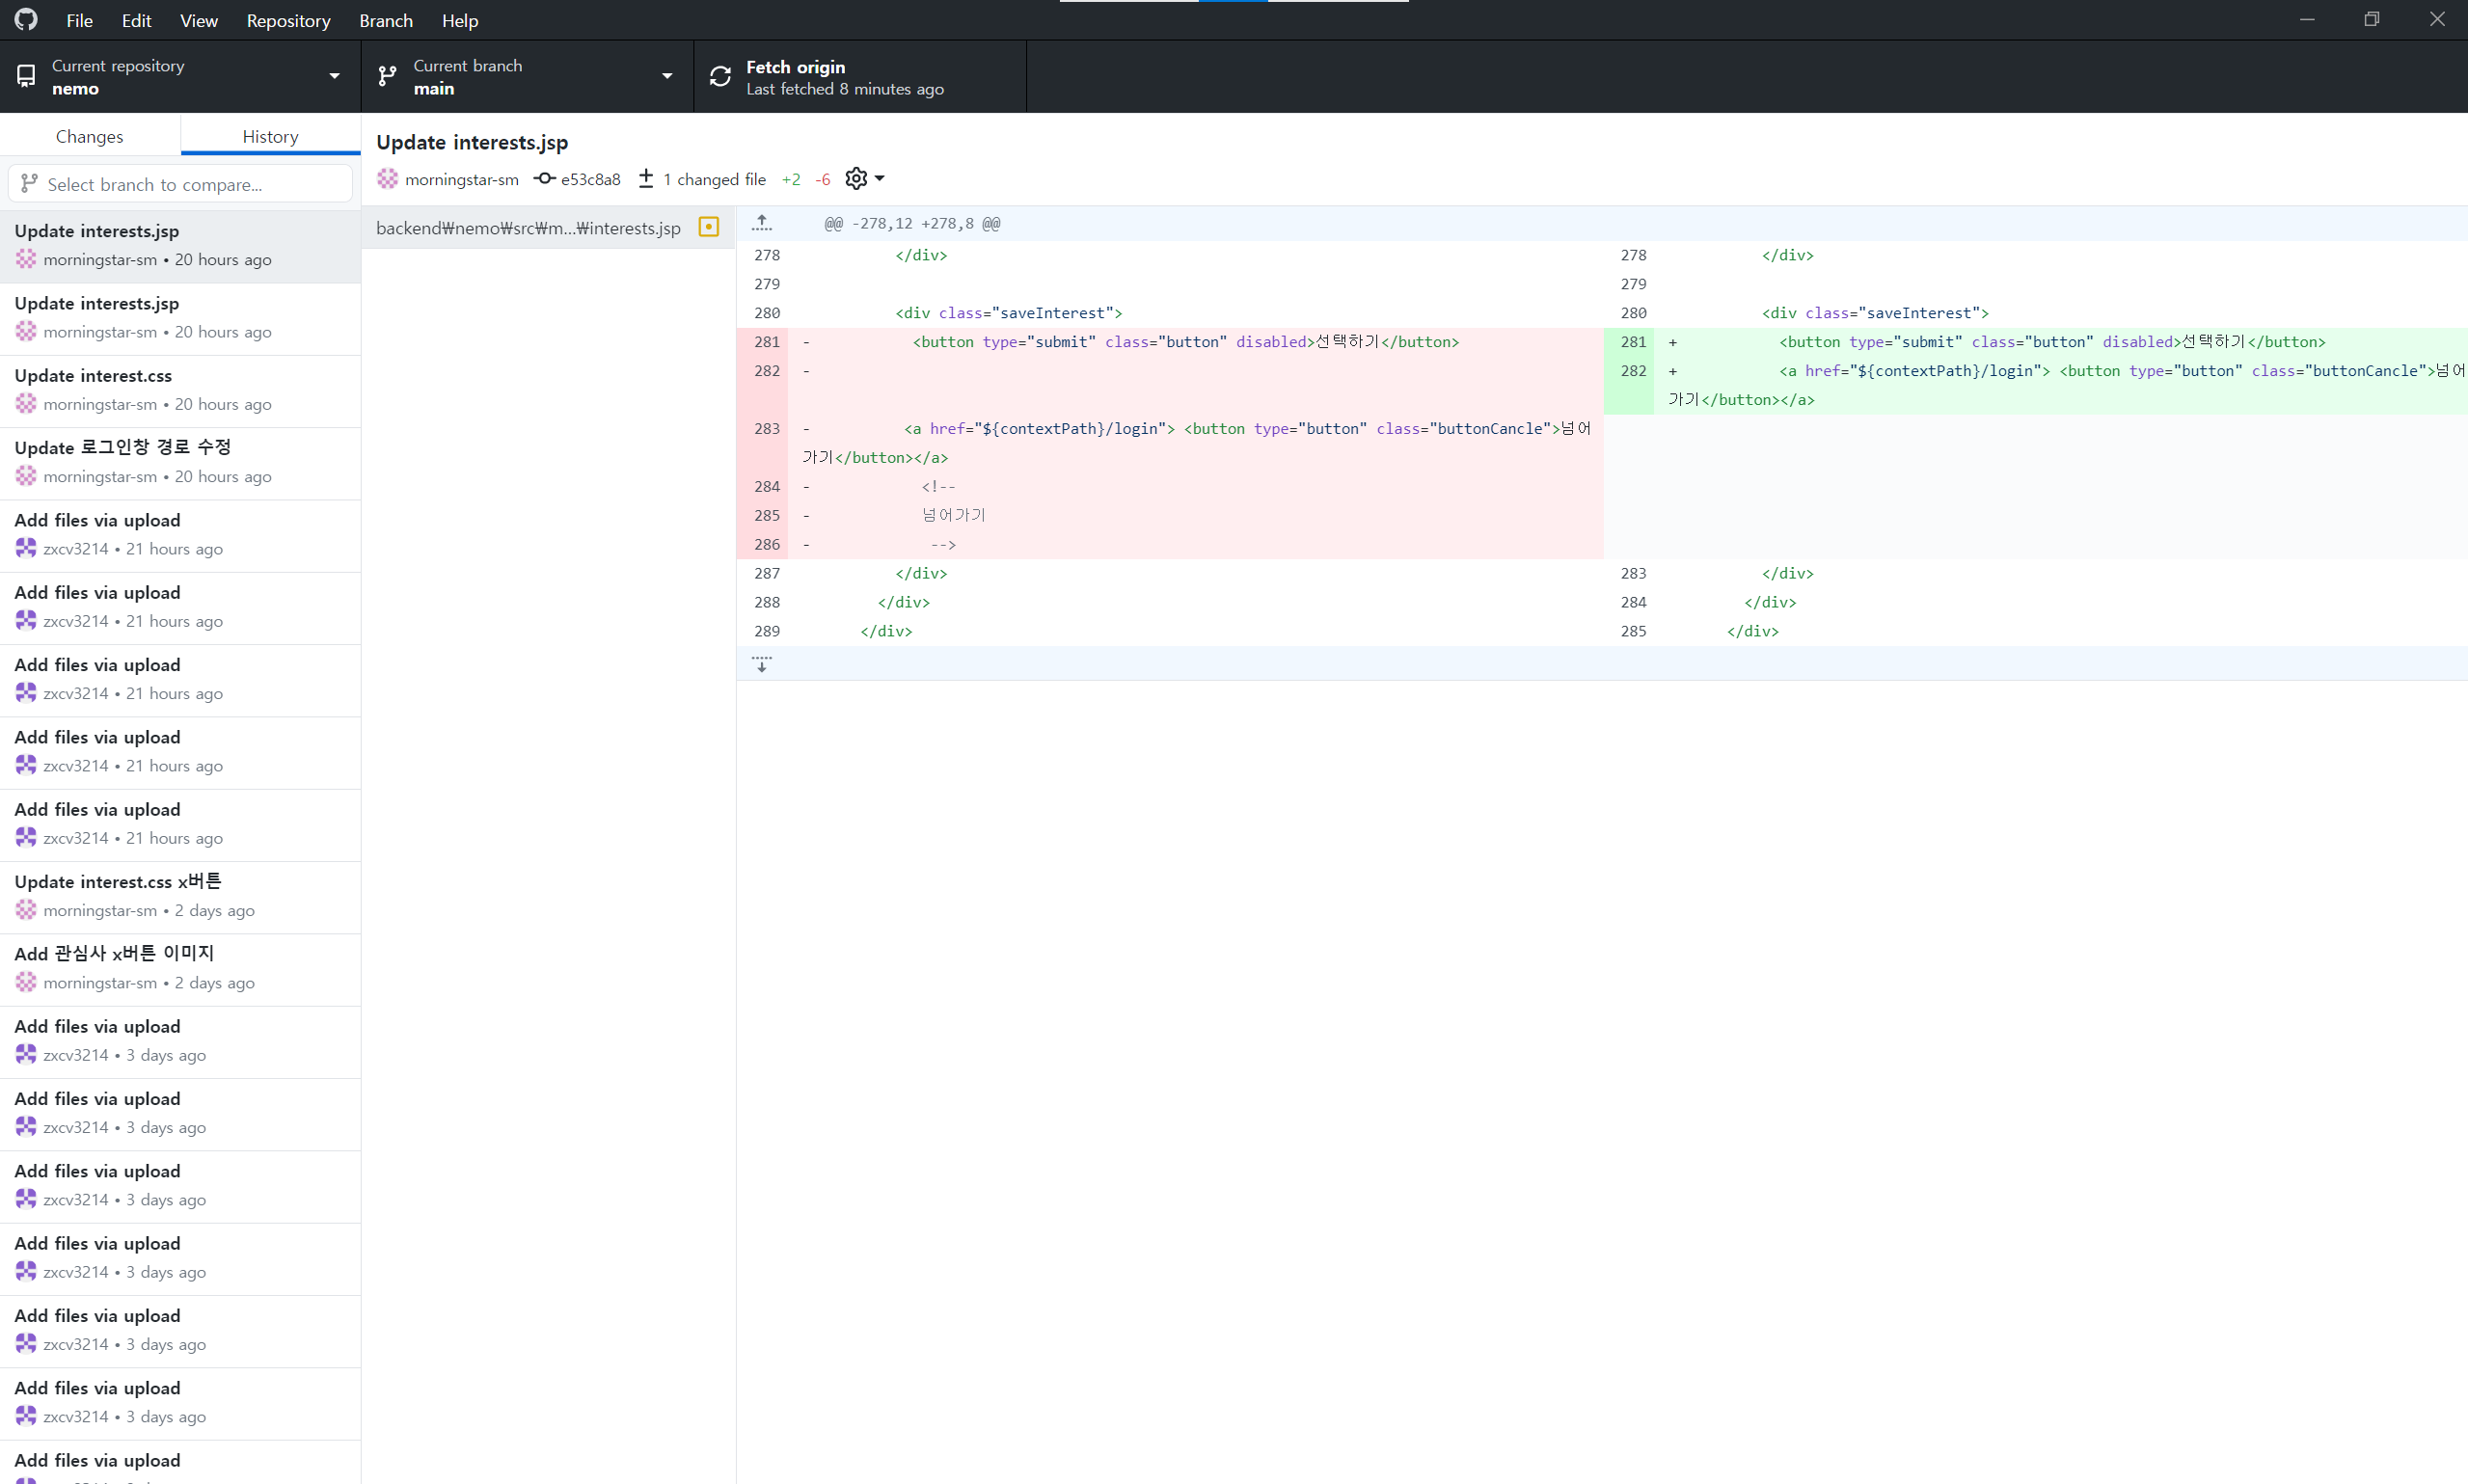 File Edit View Repository Branch Help
Current repository
nemo
Current branch
main
Fetch origin
Last fetched 8 minutes ago
Changes
History
Select branch to compare...
Update interests.jsp
morningstar-sm • 20 hours ago
Update interests.jsp
morningstar-sm • 20 hours ago
Update interest.css
morningstar-sm • 20 hours ago
Update 로그인창 경로 수정
morningstar-sm • 20 hours ago
Add files via upload
zxcv3214 • 21 hours ago
Add files via upload
zxcv3214 • 21 hours ago
Add files via upload
zxcv3214 • 21 hours ago
Add files via upload
zxcv3214 • 21 hours ago
Add files via upload
zxcv3214 • 21 hours ago
Update interest.css x버튼
morningstar-sm • 2 days ago
Add 관심사 x버튼 이미지
morningstar-sm • 2 days ago
Add files via upload
zxcv3214 • 3 days ago
Add files via upload
zxcv3214 • 3 days ago
Add files via upload
zxcv3214 • 3 days ago
Add files via upload
zxcv3214 • 3 days ago
Add files via upload
zxcv3214 • 3 days ago
Add files via upload
zxcv3214 • 3 days ago
Add files via upload
Update interests.jsp
morningstar-sm e53c8a8 1 changed file +2 -6
backend₩nemo₩src₩m...₩interests.jsp
@@ -278,12 +278,8 @@
278 </div>
279
280 <div class="saveInterest">
281 - <button type="submit" class="button" disabled>선택하기</button>
282 -
283 - <a href="${contextPath}/login"> <button type="button" class="buttonCancle">넘어
가기</button></a>
284 - <!--
285 - 넘어가기
286 - -->
287 </div>
288 </div>
289 </div>
278 </div>
279
280 <div class="saveInterest">
281 + <button type="submit" class="button" disabled>선택하기</button>
282 + <a href="${contextPath}/login"> <button type="button" class="buttonCancle">넘어
가기</button></a>
283 </div>
284 </div>
285 </div>